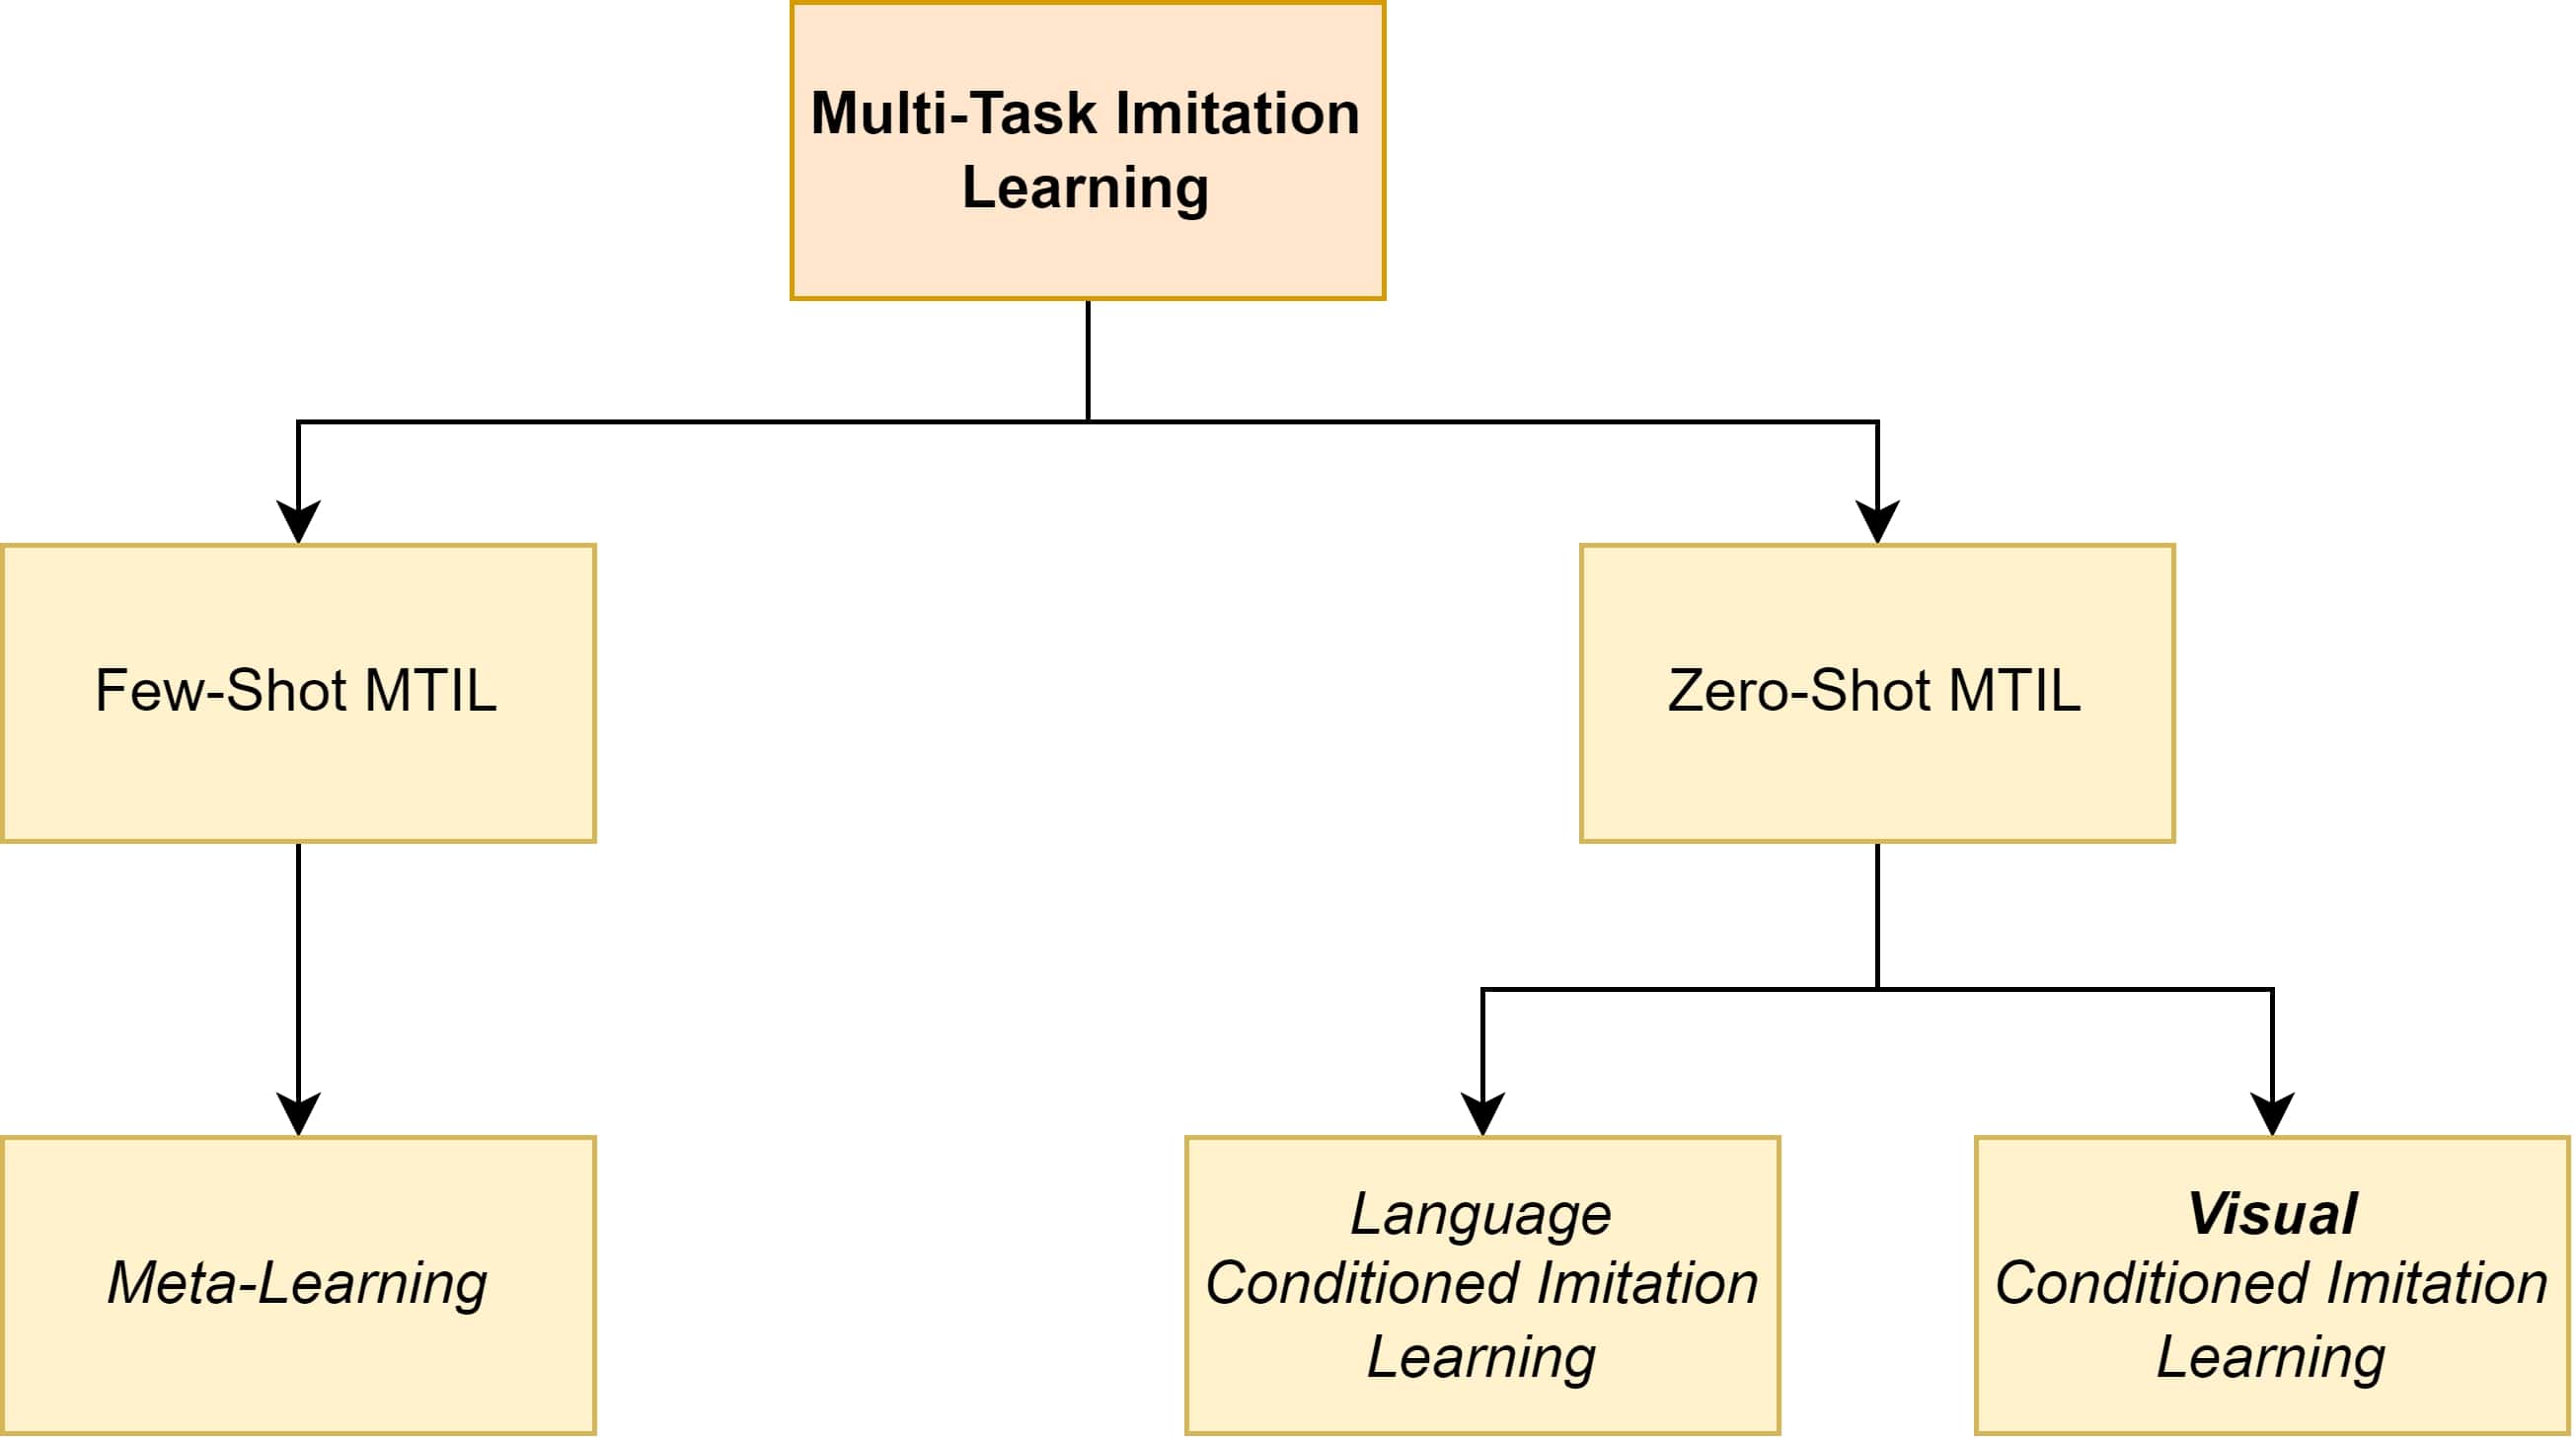 Multi-Task Imitation
Learning
Few-Shot MTIL
Zero-Shot MTIL
Meta-Learning
Language
Conditioned Imitation
Learning
Visual
Conditioned Imitation
Learning